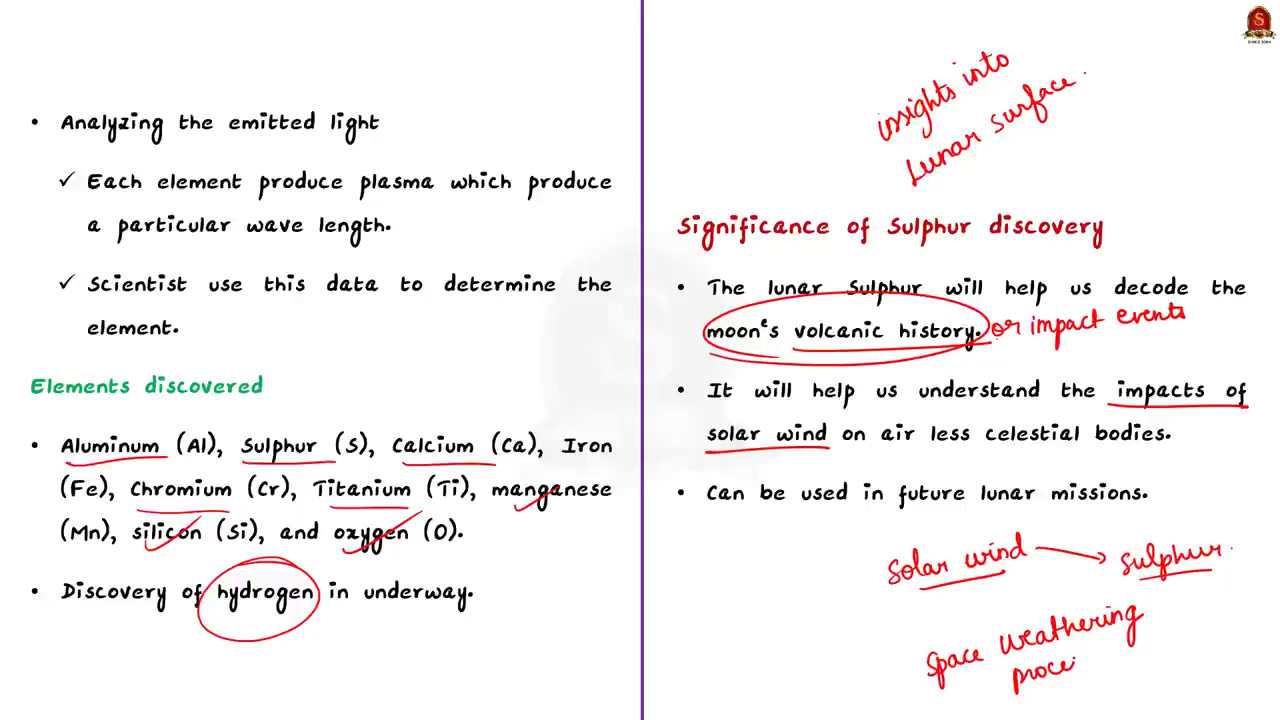 • Analyzing the emitted light
✓ Each element produce plasma which produce
a particular wave length.
✓ Scientist use this data to determine the
element.
Elements discovered
• Aluminum (Al), Sulphur (S), Calcium (Ca), Iron
(Fe), Chromium (Cr), Titanium (Ti), manganese
(Mn), silicon (Si), and oxygen (O).
• Discovery of hydrogen in underway.
insights into
Lunar surface
Significance of Sulphur discovery
• The lunar Sulphur will help us decode the
moon's volcanic history. or impact events
• It will help us understand the impacts of
solar wind on air less celestial bodies.
• Can be used in future lunar missions.
Solar wind → Sulphur
Space weathering
proce
S
SINCE 2004